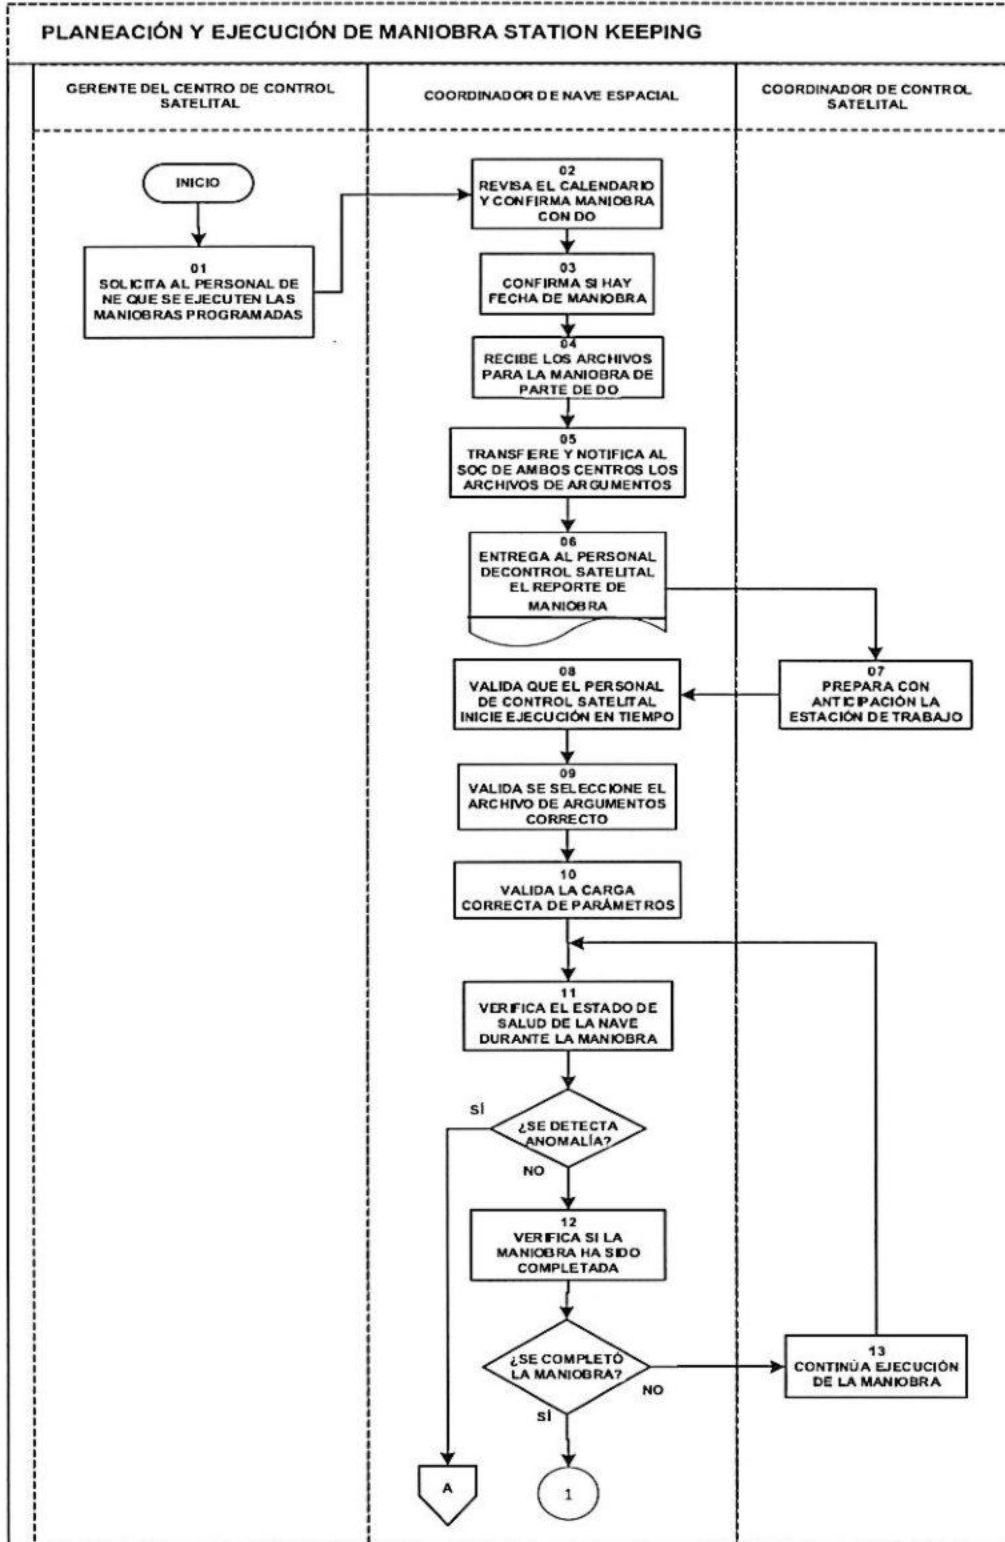 PLANEACIÓN Y EJECUCIÓN DE MANIOBRA STATION KEEPING
GERENTE DEL CENTRO DE CONTROL
SATELITAL
COORDINADOR DE NAVE ESPACIAL
COORDINADOR DE CONTROL
SATELITAL
INICIO
01
SOLICITA AL PERSONAL DE
NE QUE SE EJECUTEN LAS
MANIOBRAS PROGRAMADAS
02
REVISA EL CALENDARIO
Y CONFIRMA MANIOBRA
CON DO
03
CONFIRMA SI HAY
FECHA DE MANIOBRA
04
RECIBE LOS ARCHIVOS
PARA LA MANIOBRA DE
PARTE DE DO
05
TRANSFIERE Y NOTIFICA AL
SOC DE AMBOS CENTROS LOS
ARCHIVOS DE ARGUMENTOS
06
ENTREGA AL PERSONAL
DECONTROL SATELITAL
EL REPORTE DE
MANIOBRA
07
PREPARA CON
ANTICIPACIÓN LA
ESTACIÓN DE TRABAJO
08
VALIDA QUE EL PERSONAL
DE CONTROL SATELITAL
INICIE EJECUCIÓN EN TIEMPO
09
VALIDA SE SELECCIONE EL
ARCHIVO DE ARGUMENTOS
CORRECTO
10
VALIDA LA CARGA
CORRECTA DE PARÁMETROS
11
VERIFICA EL ESTADO DE
SALUD DE LA NAVE
DURANTE LA MANIOBRA
SÍ
¿SE DETECTA
ANOMALÍA?
NO
12
VERIFICA SI LA
MANIOBRA HA SIDO
COMPLETADA
¿SE COMPLETÓ
LA MANIOBRA?
NO
SÍ
13
CONTINÚA EJECUCIÓN
DE LA MANIOBRA
A
1